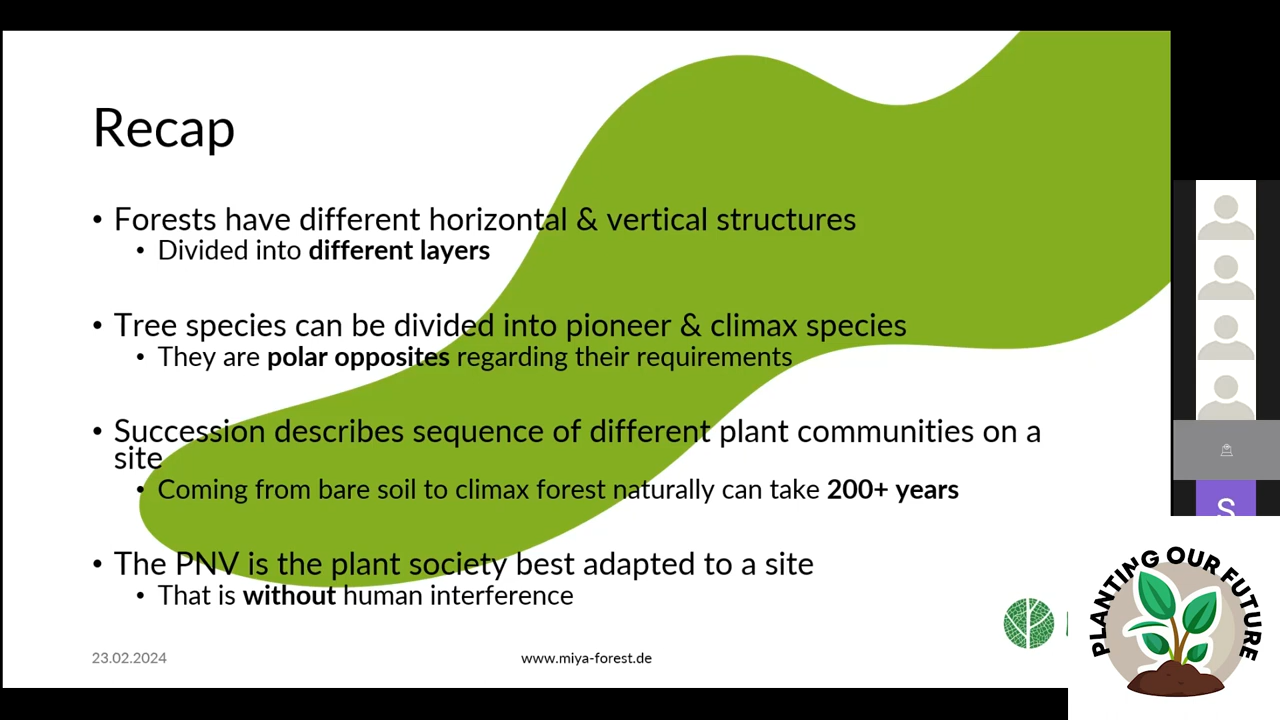 Recap
• Forests have different horizontal & vertical structures
• Divided into different layers
• Tree species can be divided into pioneer & climax species
• They are polar opposites regarding their requirements
• Succession describes sequence of different plant communities on a
site
• Coming from bare soil to climax forest naturally can take 200+ years
• The PNV is the plant society best adapted to a site
• That is without human interference
23.02.2024
www.miya-forest.de
S
PLANTING OUR FUTURE